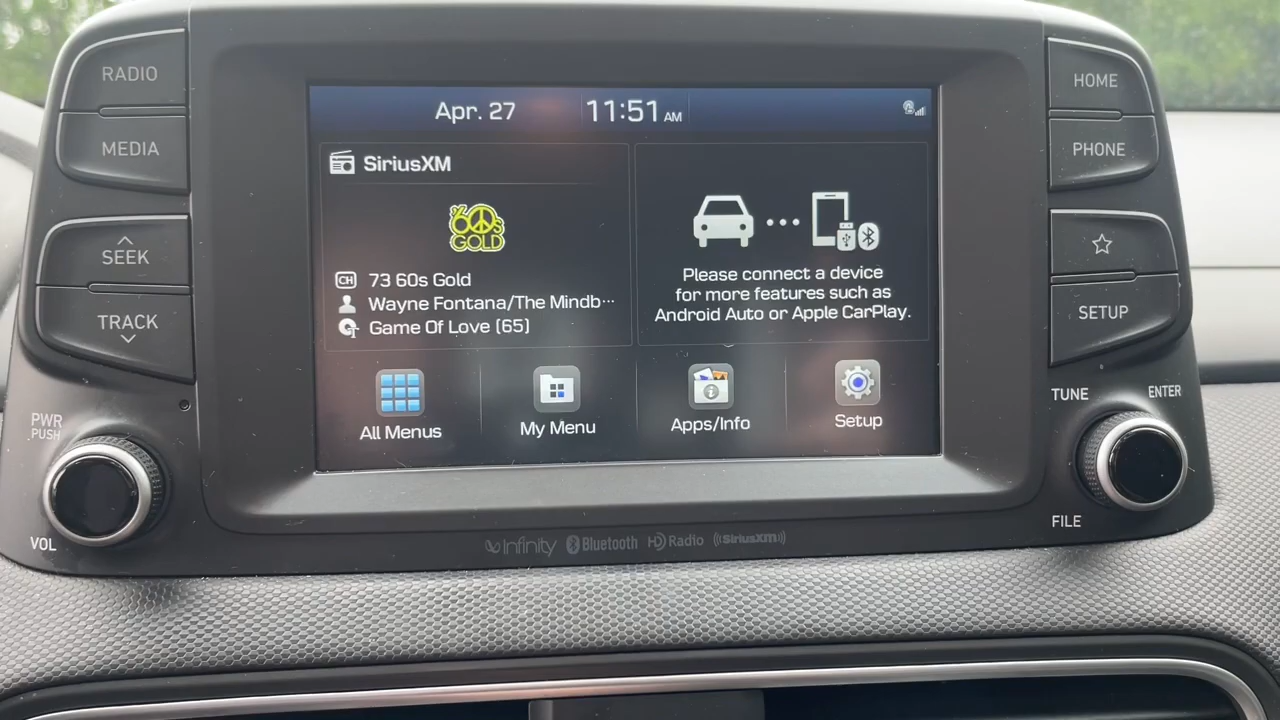 RADIO
MEDIA
SEEK
TRACK
PWR
PUSH
VOL
Apr. 27 11:51 AM
SiriusXM
60s
GOLD
CH 73 60s Gold
Wayne Fontana/The Mindb...
Game Of Love (65)
Please connect a device
for more features such as
Android Auto or Apple CarPlay.
All Menus
My Menu
Apps/Info
Setup
Infinity Bluetooth HD Radio ((SiriusXM))
HOME
PHONE
SETUP
TUNE ENTER
FILE